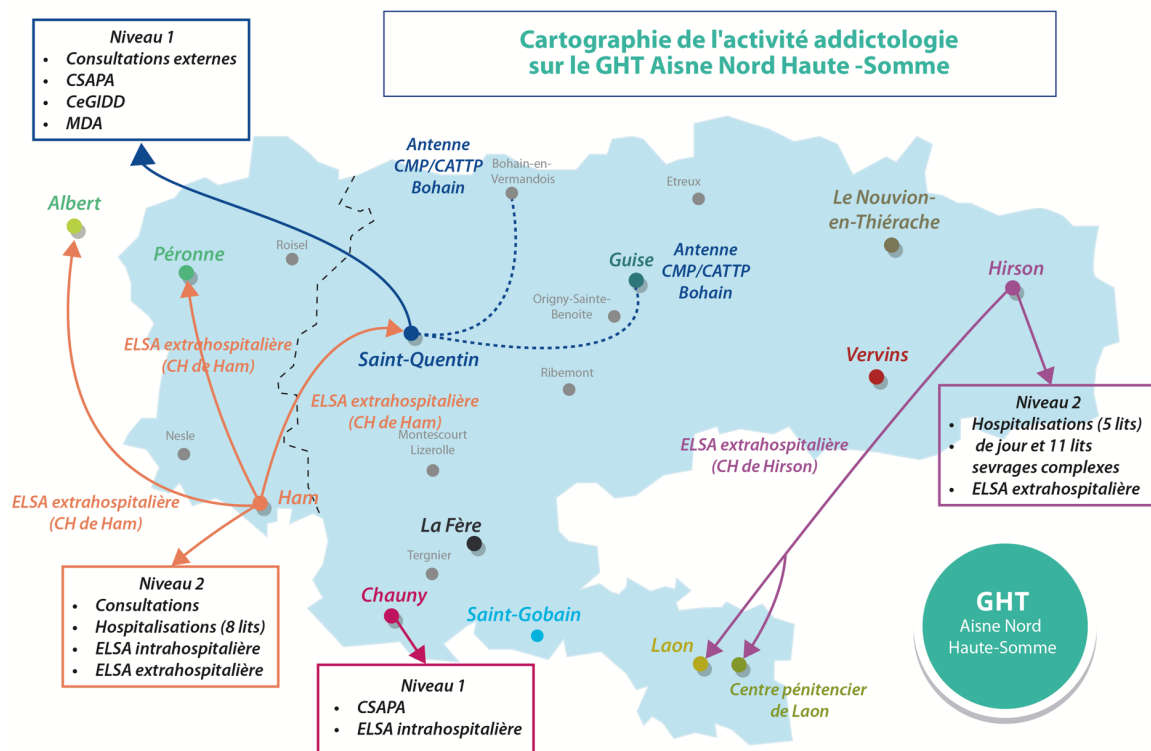 Niveau 1
• Consultations externes
• CSAPA
• CeGIDD
• MDA
Cartographie de l'activité addictologie
sur le GHT Aisne Nord Haute -Somme
Antenne
CMP/CATTP
Bohain
Bohain-en-
Vermandois
Etreux
Albert
Péronne
Roisel
Le Nouvion-
en-Thiérache
Guise
Antenne
CMP/CATTP
Bohain
Hirson
Origny-Sainte-
Benoite
ELSA extrahospitalière
(CH de Ham)
Saint-Quentin
Vervins
Ribemont
ELSA extrahospitalière
(CH de Ham)
Nesle
Montescourt
Lizerolle
ELSA extrahospitalière
(CH de Hirson)
Niveau 2
• Hospitalisations (5 lits)
• de jour et 11 lits
sevrages complexes
• ELSA extrahospitalière
ELSA extrahospitalière
(CH de Ham)
Ham
La Fère
Tergnier
Niveau 2
• Consultations
• Hospitalisations (8 lits)
• ELSA intrahospitalière
• ELSA extrahospitalière
Chauny
Saint-Gobain
Laon
Centre pénitencier
de Laon
GHT
Aisne Nord
Haute-Somme
Niveau 1
• CSAPA
• ELSA intrahospitalière